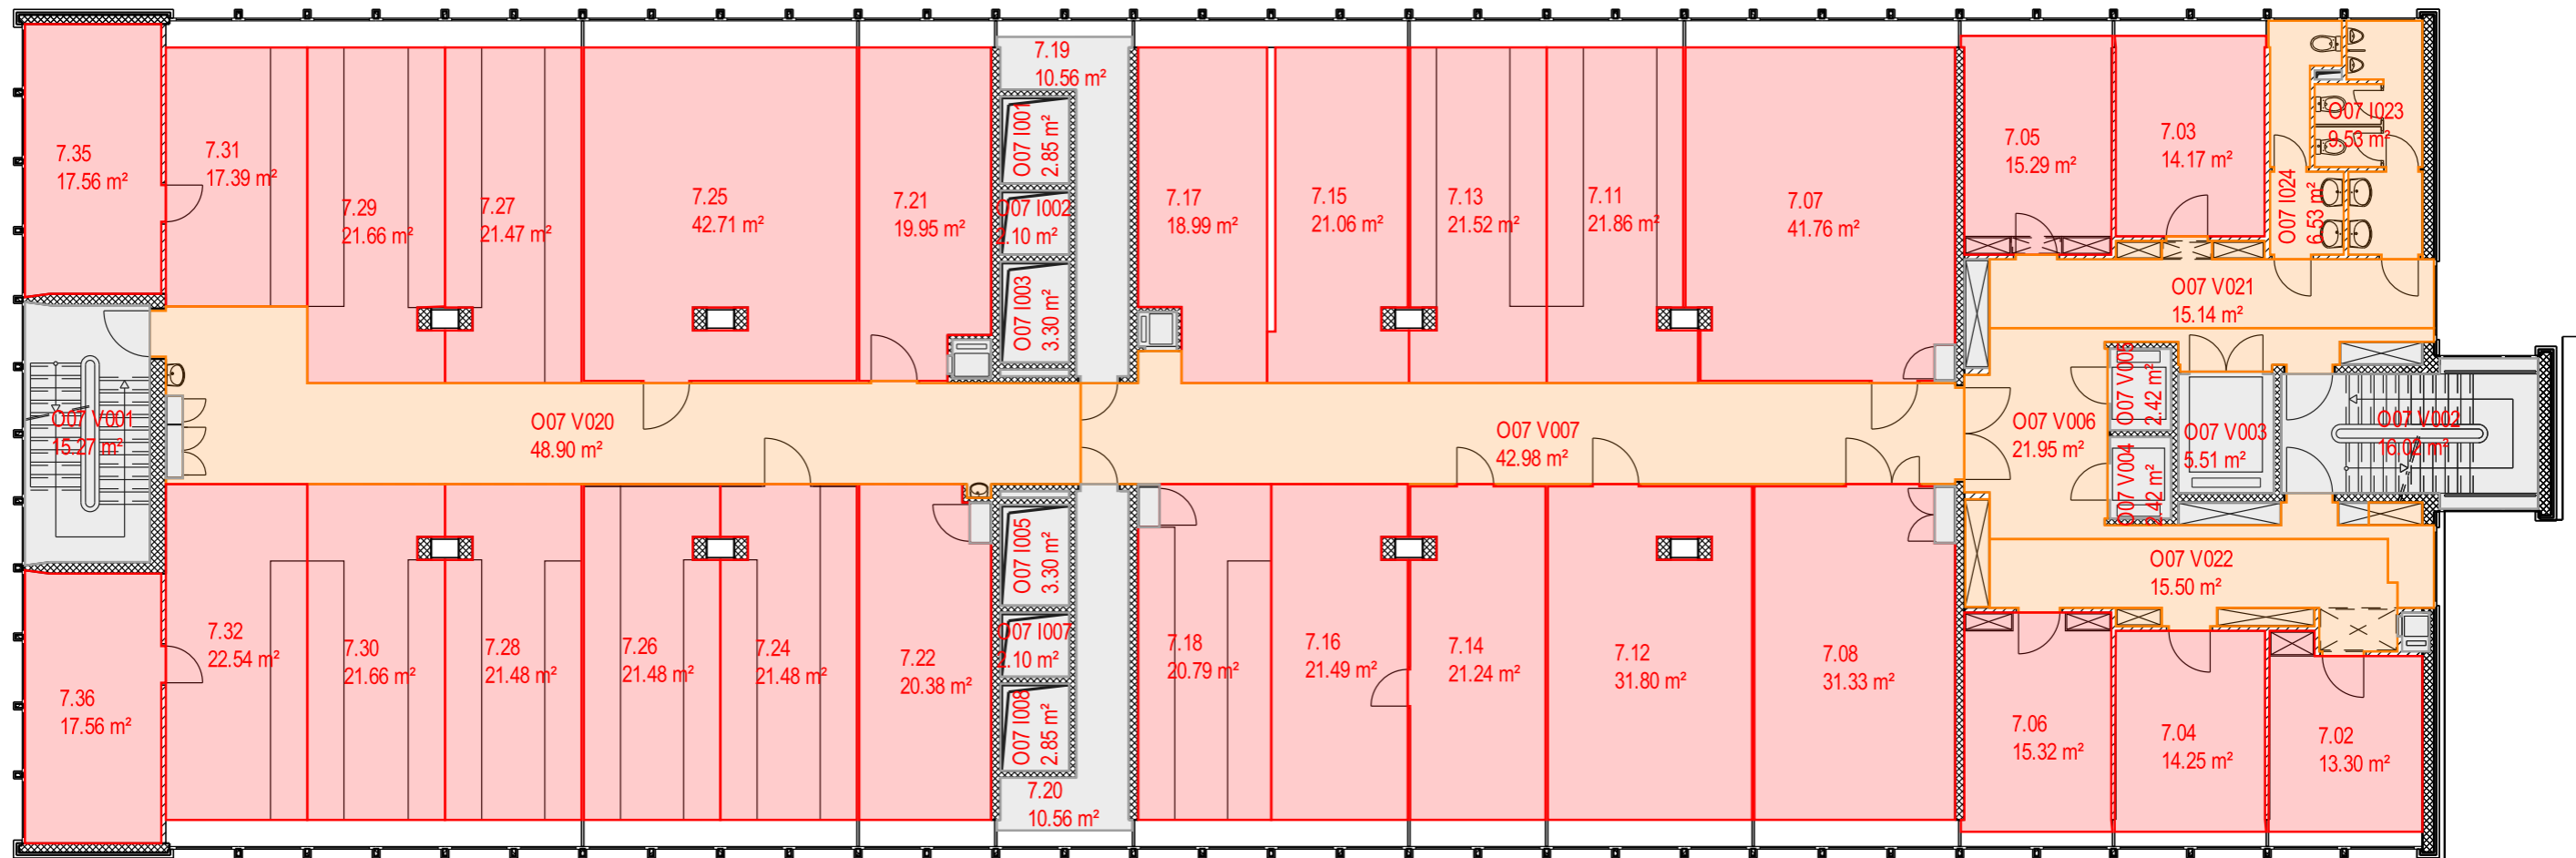 7.19
10.56 m²
7.35
17.56 m²
7.31
17.39 m²
7.29
21.66 m²
7.27
21.47 m²
7.25
42.71 m²
7.21
19.95 m²
O07 I001
2.85 m²
O07 I002
2.10 m²
O07 I003
3.30 m²
7.17
18.99 m²
7.15
21.06 m²
7.13
21.52 m²
7.11
21.86 m²
7.07
41.76 m²
7.05
15.29 m²
7.03
14.17 m²
O07 I023
9.53 m²
O07 I024
6.53 m²
O07 V021
15.14 m²
O07 V001
15.27 m²
O07 V020
48.90 m²
O07 V007
42.98 m²
O07 V006
21.95 m²
O07 V005
2.42 m²
O07 V004
2.42 m²
O07 V003
5.51 m²
O07 V002
16.02 m²
O07 V022
15.50 m²
7.36
17.56 m²
7.32
22.54 m²
7.30
21.66 m²
7.28
21.48 m²
7.26
21.48 m²
7.24
21.48 m²
7.22
20.38 m²
O07 I005
3.30 m²
O07 I007
2.10 m²
O07 I008
2.85 m²
7.20
10.56 m²
7.18
20.79 m²
7.16
21.49 m²
7.14
21.24 m²
7.12
31.80 m²
7.08
31.33 m²
7.06
15.32 m²
7.04
14.25 m²
7.02
13.30 m²